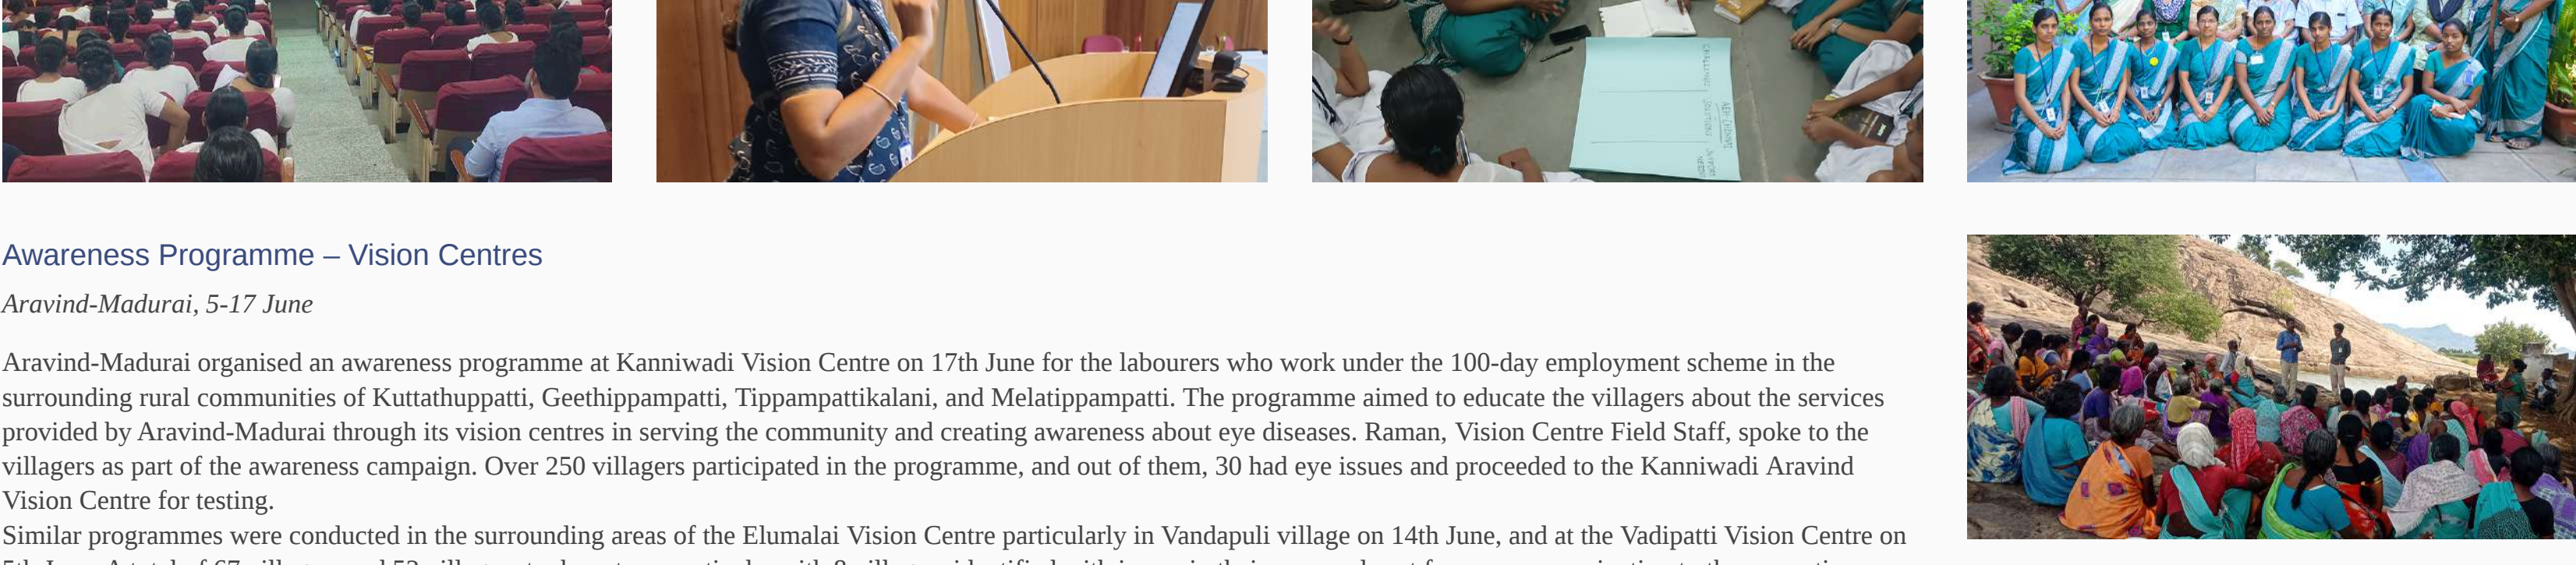 Awareness Programme – Vision Centres
Aravind-Madurai, 5-17 June
Aravind-Madurai organised an awareness programme at Kanniwadi Vision Centre on 17th June for the labourers who work under the 100-day employment scheme in the
surrounding rural communities of Kuttathuppatti, Geethippampatti, Tippampattikalani, and Melatippampatti. The programme aimed to educate the villagers about the services
provided by Aravind-Madurai through its vision centres in serving the community and creating awareness about eye diseases. Raman, Vision Centre Field Staff, spoke to the
villagers as part of the awareness campaign. Over 250 villagers participated in the programme, and out of them, 30 had eye issues and proceeded to the Kanniwadi Aravind
Vision Centre for testing.
Similar programmes were conducted in the surrounding areas of the Elumalai Vision Centre particularly in Vandapuli village on 14th June, and at the Vadipatti Vision Centre on